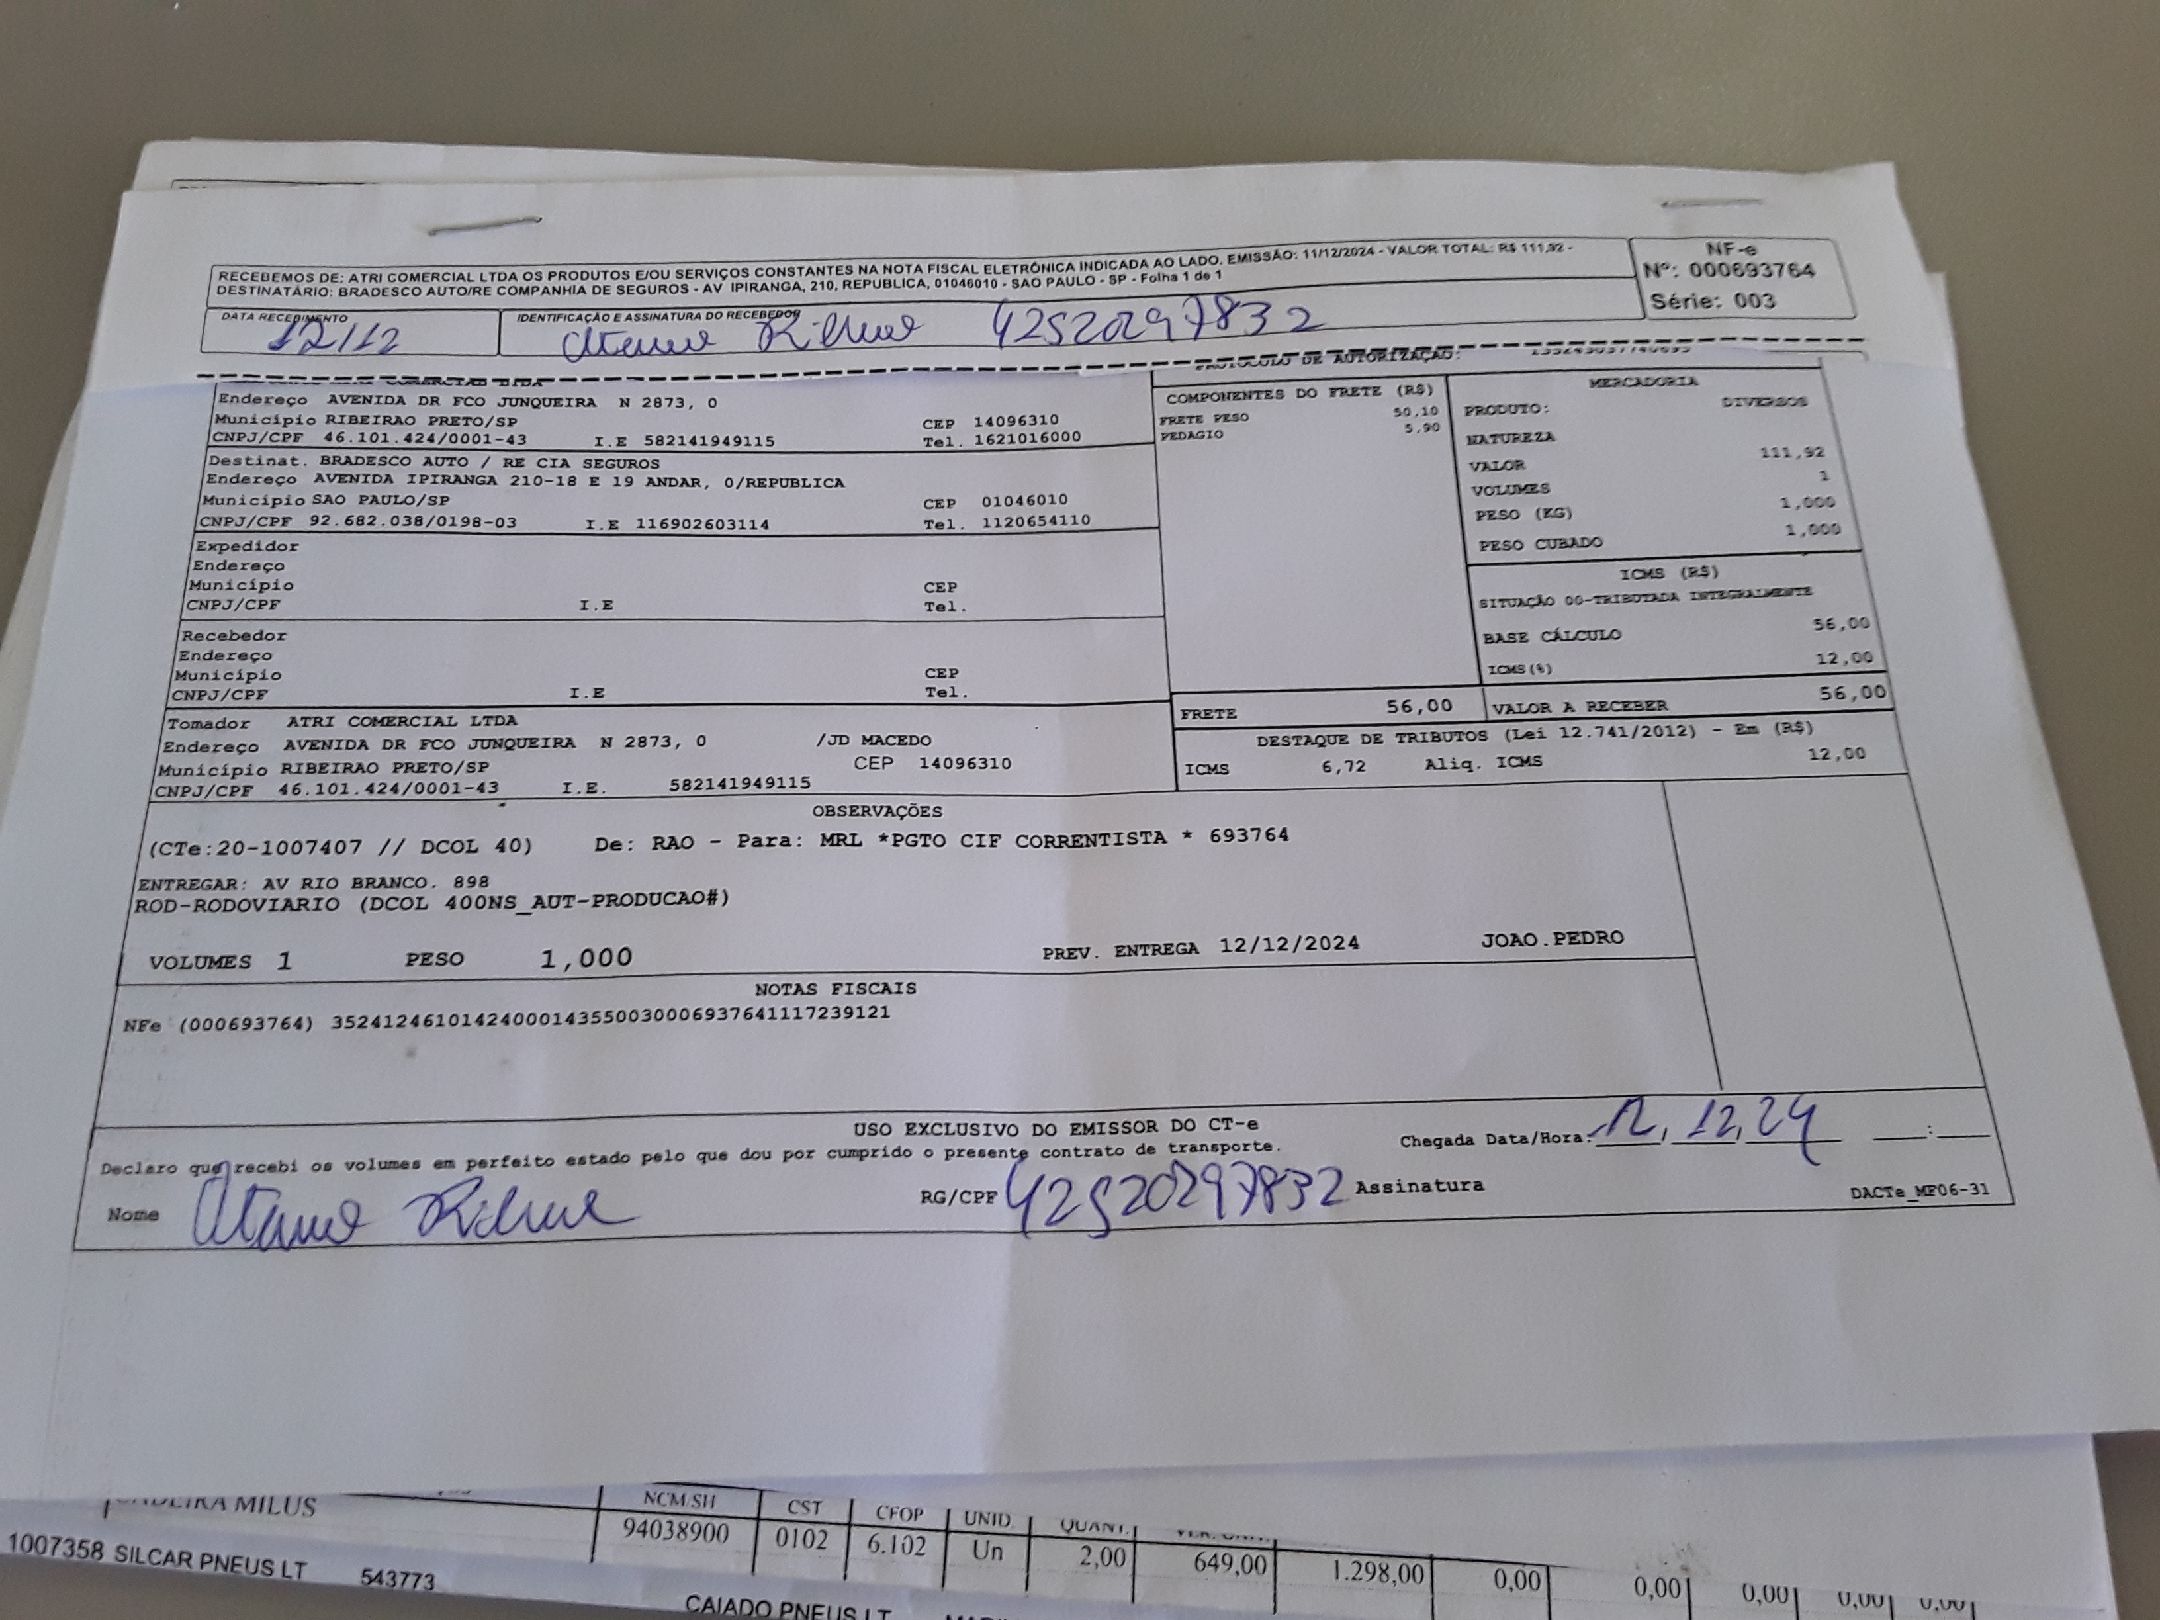 RECEBEMOS DE: ATRI COMERCIAL LTDA OS PRODUTOS E/OU SERVIÇOS CONSTANTES NA NOTA FISCAL ELETRÔNICA INDICADA AO LADO. EMISSÃO: 11/12/2024 - VALOR TOTAL: R$ 111,92 -
DESTINATÁRIO: BRADESCO AUTO/RE COMPANHIA DE SEGUROS - AV IPIRANGA, 210, REPUBLICA, 01046010 - SAO PAULO - SP - Folha 1 de 1
NF-e
Nº: 000693764
Série: 003
DATA RECEBIMENTO
12/12
IDENTIFICAÇÃO E ASSINATURA DO RECEBEDOR
42520297832
PROTOCOLO DE AUTORIZAÇÃO:
Endereço AVENIDA DR FCO JUNQUEIRA N 2873, 0
Município RIBEIRAO PRETO/SP CEP 14096310
CNPJ/CPF 46.101.424/0001-43 I.E 582141949115 Tel. 1621016000
Destinat. BRADESCO AUTO / RE CIA SEGUROS
Endereço AVENIDA IPIRANGA 210-18 E 19 ANDAR, 0/REPUBLICA
Município SAO PAULO/SP CEP 01046010
CNPJ/CPF 92.682.038/0198-03 I.E 116902603114 Tel. 1120654110
Expedidor
Endereço
Município CEP
CNPJ/CPF I.E Tel.
Recebedor
Endereço
Município CEP
CNPJ/CPF I.E Tel.
Tomador ATRI COMERCIAL LTDA
Endereço AVENIDA DR FCO JUNQUEIRA N 2873, 0 /JD MACEDO
Município RIBEIRAO PRETO/SP CEP 14096310
CNPJ/CPF 46.101.424/0001-43 I.E. 582141949115
COMPONENTES DO FRETE (R$)
FRETE PESO 50,10
PEDAGIO 5,90
MERCADORIA
PRODUTO: DIVERSOS
NATUREZA
VALOR 111,92
VOLUMES 1
PESO (KG) 1,000
PESO CUBADO 1,000
ICMS (R$)
SITUAÇÃO 00-TRIBUTADA INTEGRALMENTE
BASE CÁLCULO 56,00
ICMS(%) 12,00
FRETE 56,00 VALOR A RECEBER 56,00
DESTAQUE DE TRIBUTOS (Lei 12.741/2012) - Em (R$)
ICMS 6,72 Aliq. ICMS 12,00
OBSERVAÇÕES
(CTe:20-1007407 // DCOL 40) De: RAO - Para: MRL *PGTO CIF CORRENTISTA * 693764
ENTREGAR: AV RIO BRANCO. 898
ROD-RODOVIARIO (DCOL 400NS_AUT-PRODUCAO#)
VOLUMES 1 PESO 1,000 PREV. ENTREGA 12/12/2024 JOAO.PEDRO
NOTAS FISCAIS
NFe (000693764) 35241246101424000143550030006937641117239121
USO EXCLUSIVO DO EMISSOR DO CT-e
Declaro que recebi os volumes em perfeito estado pelo que dou por cumprido o presente contrato de transporte.
Chegada Data/Hora: 12, 12, 24 :
Nome RG/CPF 42520297832 Assinatura
DACTe_MF06-31
MILUS
NCM/SH CST CFOP UNID. QUANT.
94038900 0102 6.102 Un 2,00 649,00 1.298,00 0,00 0,00 0,00 0,00 0,00
1007358 SILCAR PNEUS LT 543773
CAIADO PNEUS LT